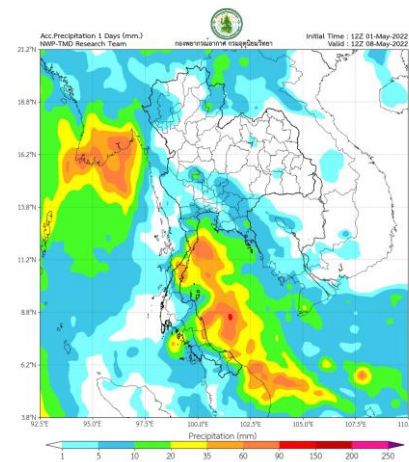 Acc.Precipitation 1 Days (mm.)
NWP-TMD Research Team
กองพยากรณ์อากาศ กรมอุตุนิยมวิทยา
Initial Time : 12Z 01-May-2022
Valid : 12Z 08-May-2022
21.2°N
18.8°N
16.2°N
13.8°N
11.2°N
8.8°N
6.2°N
3.8°N
92.5°E 95.0°E 97.5°E 100.0°E 102.5°E 105.0°E 107.5°E 110.
Precipitation (mm)
1 5 10 20 35 60 90 150 200 250